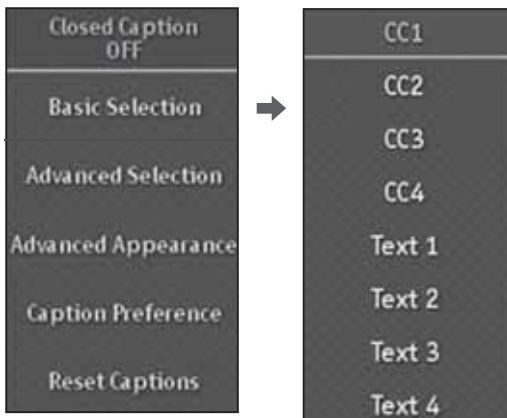 Closed Caption
OFF
Basic Selection
Advanced Selection
Advanced Appearance
Caption Preference
Reset Captions
CC1
CC2
CC3
CC4
Text 1
Text 2
Text 3
Text 4